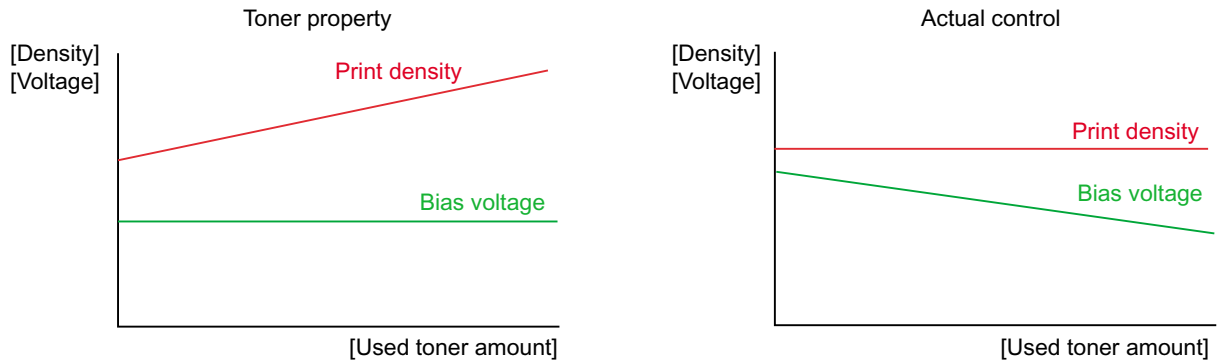 Toner property
[Density]
[Voltage]
Print density
Bias voltage
[Used toner amount]
Actual control
[Density]
[Voltage]
Print density
Bias voltage
[Used toner amount]